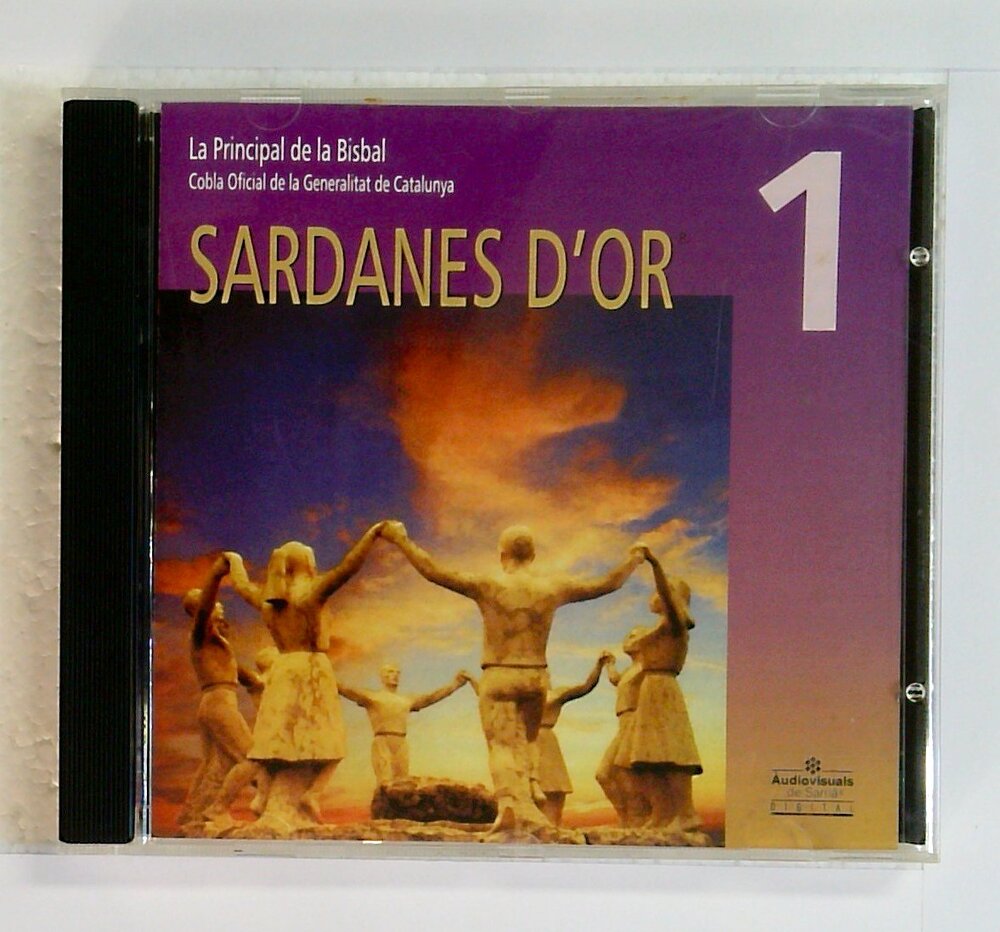 La Principal de la Bisbal
Cobla Oficial de la Generalitat de Catalunya
SARDANES D'OR
1
Audiovisuals
de Sarrià
DIGITAL